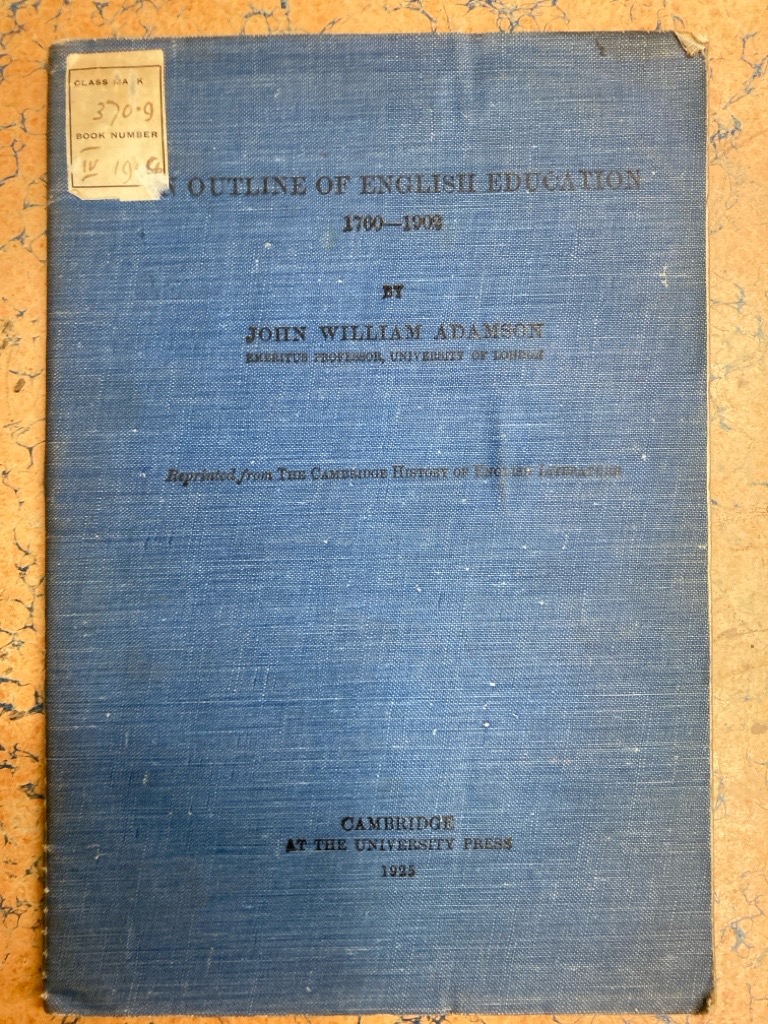 CLASS MARK
370.9
BOOK NUMBER
IV 19
N OUTLINE OF ENGLISH EDUCATION
1760—1902
BY
JOHN WILLIAM ADAMSON
EMERITUS PROFESSOR, UNIVERSITY OF LONDON
Reprinted from THE CAMBRIDGE HISTORY OF ENGLISH LITERATURE
CAMBRIDGE
AT THE UNIVERSITY PRESS
1925